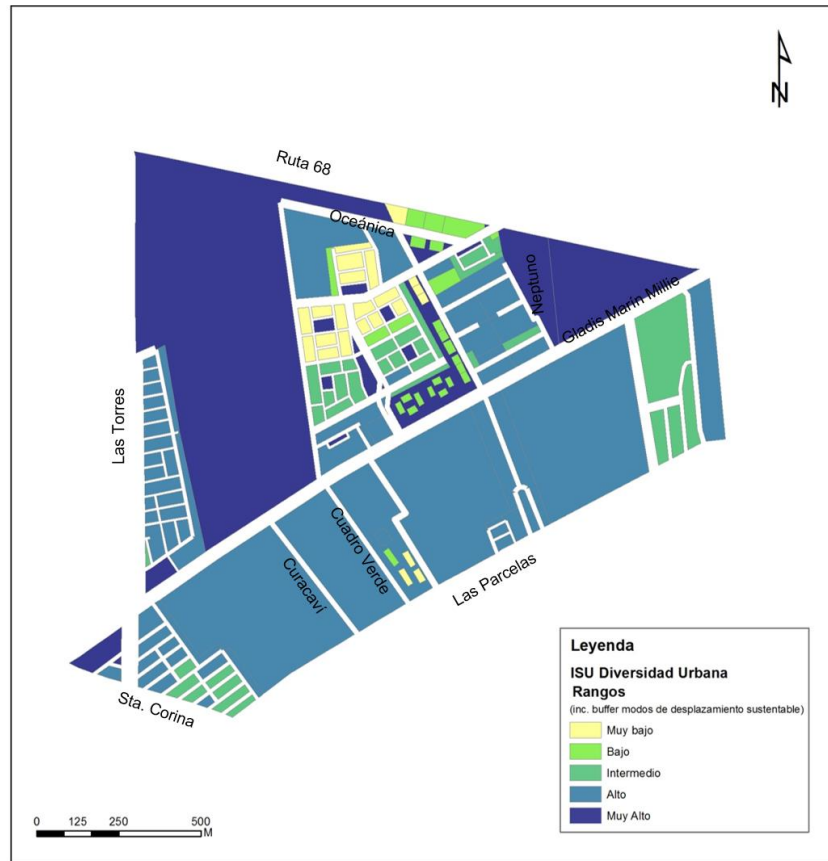 N
Ruta 68
Oceánica
Neptuno
Gladis Marín Millie
Las Torres
Cuadro Verde
Curacaví
Las Parcelas
Sta. Corina
Leyenda
ISU Diversidad Urbana
Rangos
(inc. buffer modos de desplazamiento sustentable)
Muy bajo
Bajo
Intermedio
Alto
Muy Alto
0 125 250 500
M